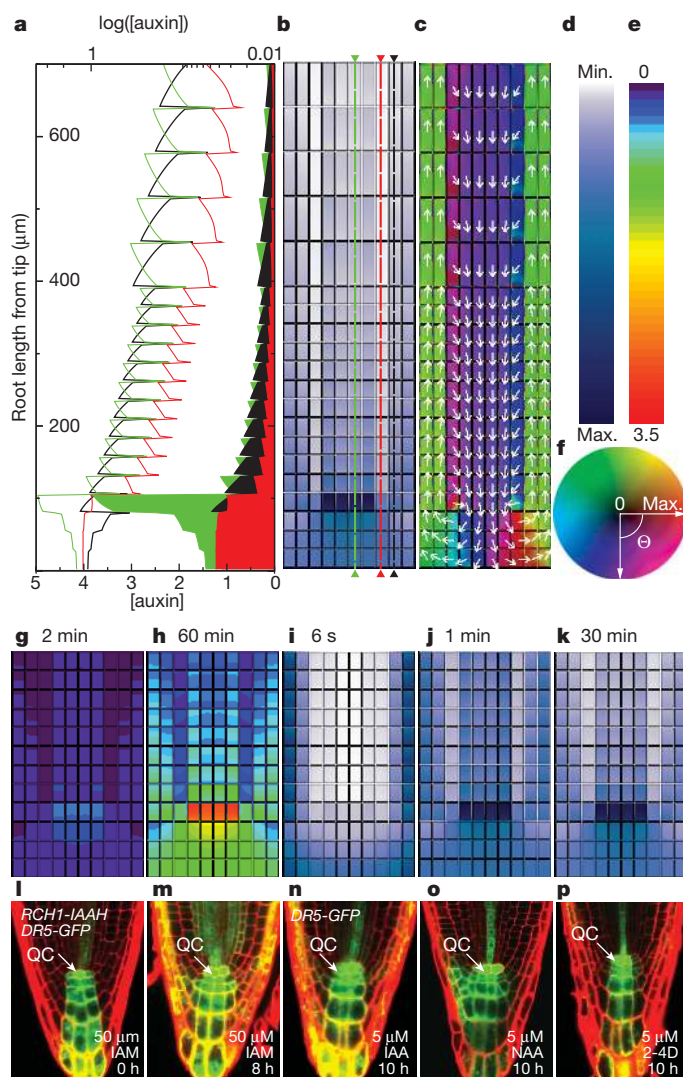 a
log([auxin])
1
0.01
Root length from tip (μm)
600
400
200
5
4
3
2
1
0
[auxin]
b
c
d
e
Min.
0
Max.
3.5
f
0
Max.
Θ
g 2 min
h 60 min
i 6 s
j 1 min
k 30 min
l
RCH1-IAAH
DR5-GFP
QC
50 μm
IAM
0 h
m
QC
50 μM
IAM
8 h
n
DR5-GFP
QC
5 μM
IAA
10 h
o
QC
5 μM
NAA
10 h
p
QC
5 μM
2-4D
10 h